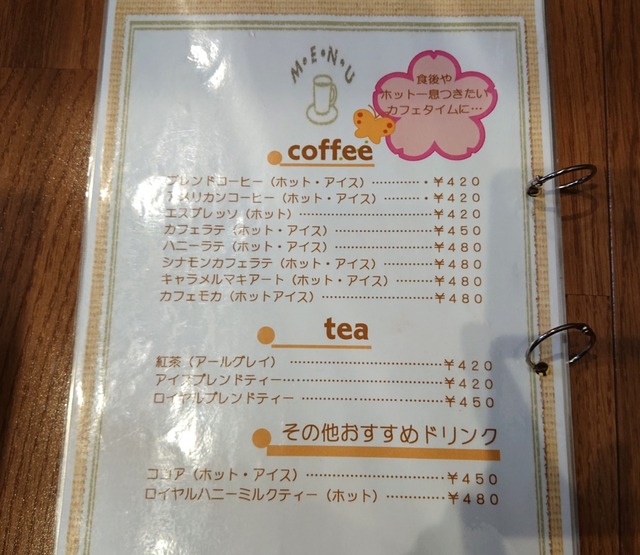 M・E・N・U
食後や
ホット一息つきたい
カフェタイムに…
coffee
ブレンドコーヒー（ホット・アイス）…………・￥４２０
アメリカンコーヒー（ホット・アイス）…………・￥４２０
エスプレッソ（ホット）………………………￥４２０
カフェラテ（ホット・アイス）…………………￥４５０
ハニーラテ（ホット・アイス）…………………￥４８０
シナモンカフェラテ（ホット・アイス）…………￥４８０
キャラメルマキアート（ホット・アイス）………￥４８０
カフェモカ（ホットアイス）……………………￥４８０
tea
紅茶（アールグレイ）…………………………￥４２０
アイスブレンドティー…………………………￥４２０
ロイヤルブレンドティー………………………￥４５０
その他おすすめドリンク
ココア（ホット・アイス）………………………￥４５０
ロイヤルハニーミルクティー（ホット）…………￥４８０